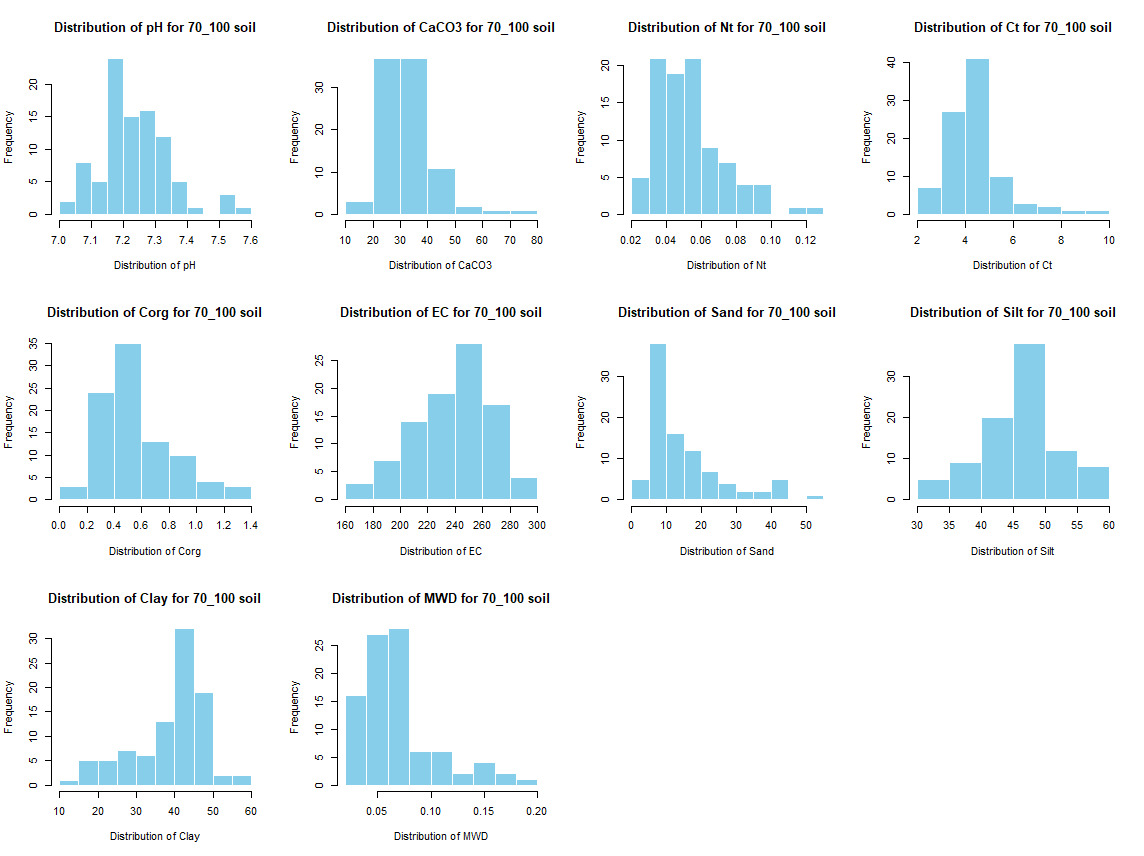 Distribution of pH for 70_100 soil
Frequency
0 5 10 15 20
7.0 7.1 7.2 7.3 7.4 7.5 7.6
Distribution of pH
Distribution of CaCO3 for 70_100 soil
Frequency
0 10 20 30
10 20 30 40 50 60 70 80
Distribution of CaCO3
Distribution of Nt for 70_100 soil
Frequency
0 5 10 15 20
0.02 0.04 0.06 0.08 0.10 0.12
Distribution of Nt
Distribution of Ct for 70_100 soil
Frequency
0 10 20 30 40
2 4 6 8 10
Distribution of Ct
Distribution of Corg for 70_100 soil
Frequency
0 5 10 15 20 25 30 35
0.0 0.2 0.4 0.6 0.8 1.0 1.2 1.4
Distribution of Corg
Distribution of EC for 70_100 soil
Frequency
0 5 10 15 20 25
160 180 200 220 240 260 280 300
Distribution of EC
Distribution of Sand for 70_100 soil
Frequency
0 10 20 30
0 10 20 30 40 50
Distribution of Sand
Distribution of Silt for 70_100 soil
Frequency
0 10 20 30
30 35 40 45 50 55 60
Distribution of Silt
Distribution of Clay for 70_100 soil
Frequency
0 5 10 15 20 25 30
10 20 30 40 50 60
Distribution of Clay
Distribution of MWD for 70_100 soil
Frequency
0 5 10 15 20 25
0.05 0.10 0.15 0.20
Distribution of MWD